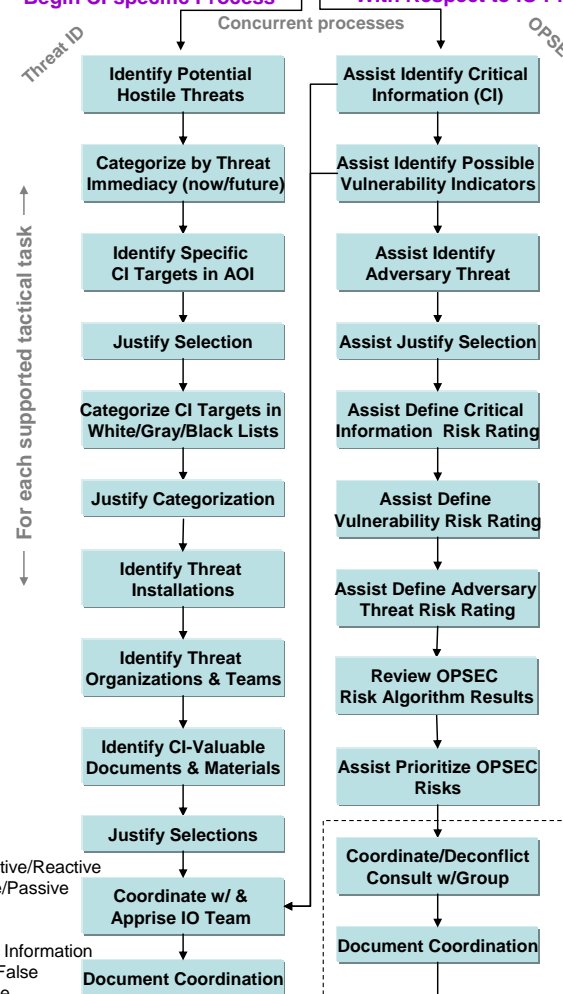 Begin CI specific Process
With Respect to
Concurrent processes
Threat ID
Identify Potential
Hostile Threats
Categorize by Threat
Immediacy (now/future)
Identify Specific
CI Targets in AOI
Justify Selection
Categorize CI Targets in
White/Gray/Black Lists
Justify Categorization
Identify Threat
Installations
Identify Threat
Organizations & Teams
Identify CI-Valuable
Documents & Materials
Justify Selections
Coordinate w/ &
Apprise IO Team
Document Coordination
For each supported tactical task
tive/Reactive
e/Passive
Information
False
Assist Identify Critical
Information (CI)
Assist Identify Possible
Vulnerability Indicators
Assist Identify
Adversary Threat
Assist Justify Selection
Assist Define Critical
Information Risk Rating
Assist Define
Vulnerability Risk Rating
Assist Define Adversary
Threat Risk Rating
Review OPSEC
Risk Algorithm Results
Assist Prioritize OPSEC
Risks
Coordinate/Deconflict
Consult w/Group
Document Coordination
OPSE